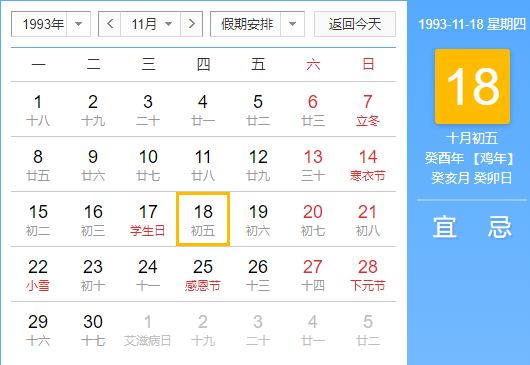 1993年 < 11月 > 假期安排 返回今天
一 二 三 四 五 六 日
1 2 3 4 5 6 7
十八 十九 二十 廿一 廿二 廿三 立冬
8 9 10 11 12 13 14
廿五 廿六 廿七 廿八 廿九 三十 寒衣节
15 16 17 18 19 20 21
初二 初三 学生日 初五 初六 初七 初八
22 23 24 25 26 27 28
小雪 初十 十一 感恩节 十三 十四 下元节
29 30 1 2 3 4 5
十六 十七 艾滋病日 十九 二十 廿一 廿二
1993-11-18 星期四
18
十月初五
癸酉年 【鸡年】
癸亥月 癸卯日
宜 忌